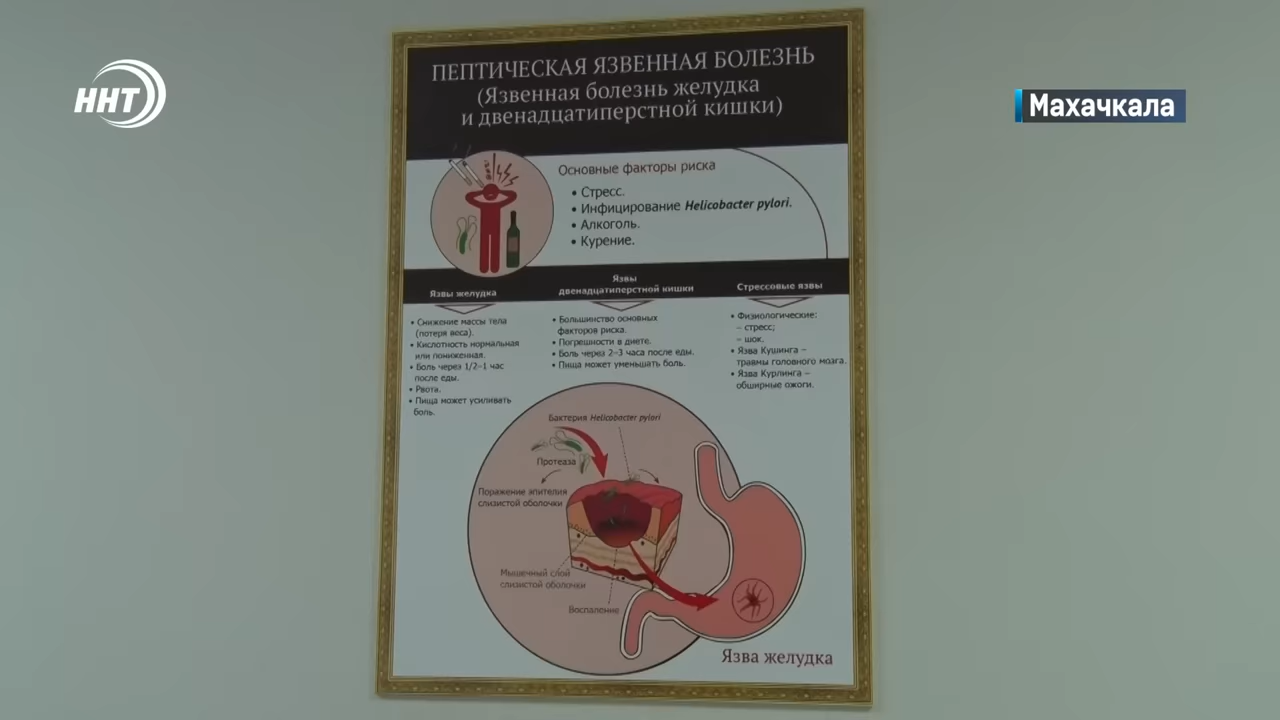 ННТ
Махачкала
ПЕПТИЧЕСКАЯ ЯЗВЕННАЯ БОЛЕЗНЬ
(Язвенная болезнь желудка
и двенадцатиперстной кишки)
Основные факторы риска
• Стресс.
• Инфицирование Helicobacter pylori.
• Алкоголь.
• Курение.
Язвы желудка
• Снижение массы тела
(потеря веса).
• Кислотность нормальная
или пониженная.
• Боль через 1/2–1 час
после еды.
• Рвота.
• Пища может усиливать
боль.
Язвы
двенадцатиперстной кишки
• Большинство основных
факторов риска.
• Погрешности в диете.
• Боль через 2–3 часа после еды.
• Пища может уменьшать боль.
Стрессовые язвы
• Физиологические:
– стресс;
– шок.
• Язва Кушинга –
травмы головного мозга.
• Язва Курлинга –
обширные ожоги.
Бактерия Helicobacter pylori
Протеаза
Поражение эпителия
слизистой оболочки
Мышечный слой
слизистой оболочки
Воспаление
Язва желудка